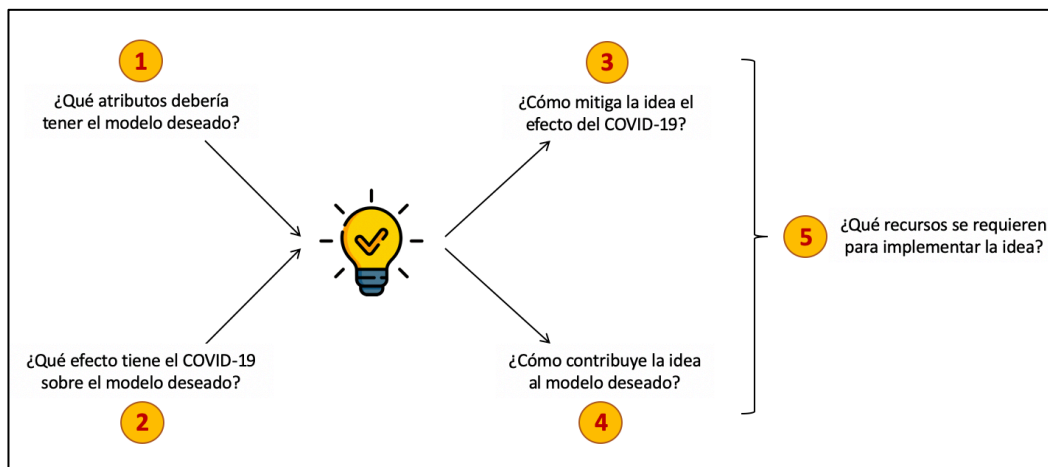 1
¿Qué atributos debería
tener el modelo deseado?
3
¿Cómo mitiga la idea el
efecto del COVID-19?
5
¿Qué recursos se requieren
para implementar la idea?
¿Qué efecto tiene el COVID-19
sobre el modelo deseado?
2
¿Cómo contribuye la idea
al modelo deseado?
4